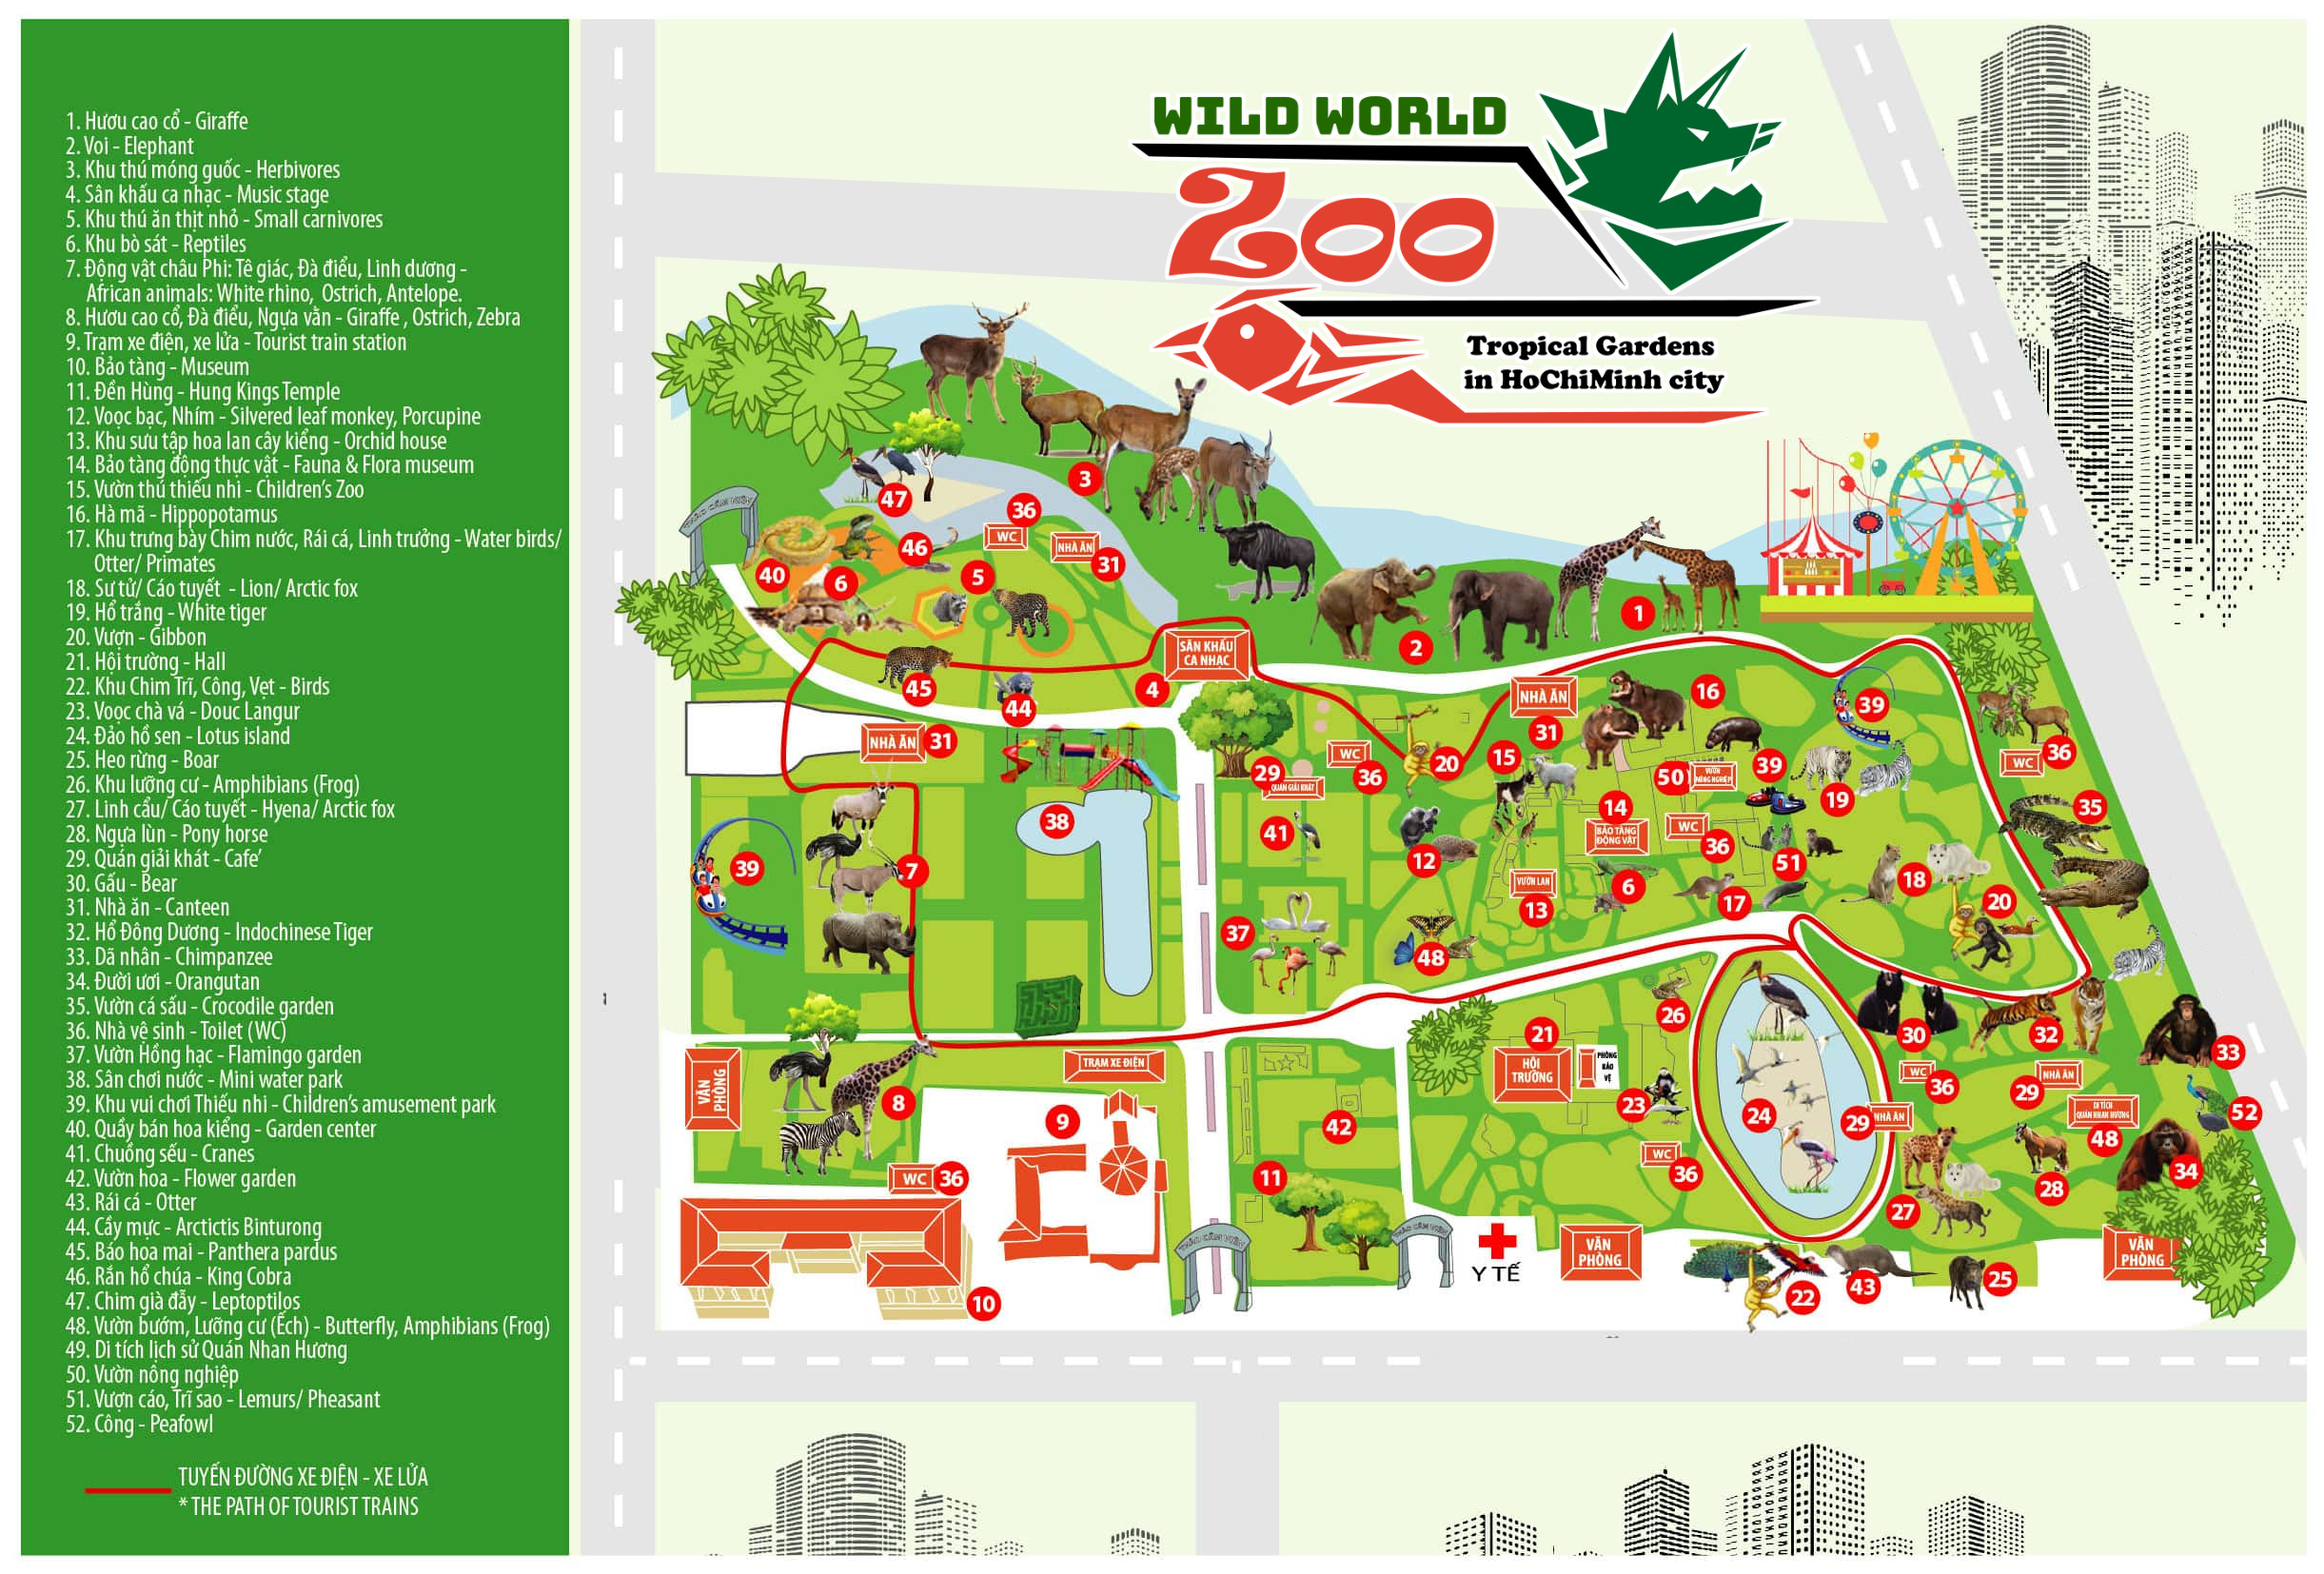 1. Hươu cao cổ - Giraffe
2. Voi - Elephant
3. Khu thú móng guốc - Herbivores
4. Sân khấu ca nhạc - Music stage
5. Khu thú ăn thịt nhỏ - Small carnivores
6. Khu bò sát - Reptiles
7. Động vật châu Phi: Tê giác, Đà điểu, Linh dương -
African animals: White rhino, Ostrich, Antelope.
8. Hươu cao cổ, Đà điểu, Ngựa vằn - Giraffe , Ostrich, Zebra
9. Trạm xe điện, xe lửa - Tourist train station
10. Bảo tàng - Museum
11. Đền Hùng - Hung Kings Temple
12. Voọc bạc, Nhím - Silvered leaf monkey, Porcupine
13. Khu sưu tập hoa lan cây kiểng - Orchid house
14. Bảo tàng động thực vật - Fauna & Flora museum
15. Vườn thú thiếu nhi - Children's Zoo
16. Hà mã - Hippopotamus
17. Khu trưng bày Chim nước, Rái cá, Linh trưởng - Water birds/
Otter/ Primates
18. Sư tử/ Cáo tuyết - Lion/ Arctic fox
19. Hổ trắng - White tiger
20. Vượn - Gibbon
21. Hội trường - Hall
22. Khu Chim Trĩ, Công, Vẹt - Birds
23. Voọc chà vá - Douc Langur
24. Đảo hồ sen - Lotus island
25. Heo rừng - Boar
26. Khu lưỡng cư - Amphibians (Frog)
27. Linh cẩu/ Cáo tuyết - Hyena/ Arctic fox
28. Ngựa lùn - Pony horse
29. Quán giải khát - Cafe'
30. Gấu - Bear
31. Nhà ăn - Canteen
32. Hổ Đông Dương - Indochinese Tiger
33. Dã nhân - Chimpanzee
34. Đười ươi - Orangutan
35. Vườn cá sấu - Crocodile garden
36. Nhà vệ sinh - Toilet (WC)
37. Vườn Hồng hạc - Flamingo garden
38. Sân chơi nước - Mini water park
39. Khu vui chơi Thiếu nhi - Children's amusement park
40. Quầy bán hoa kiểng - Garden center
41. Chuồng sếu - Cranes
42. Vườn hoa - Flower garden
43. Rái cá - Otter
44. Cầy mực - Arctictis Binturong
45. Báo hoa mai - Panthera pardus
46. Rắn hổ chúa - King Cobra
47. Chim già đẫy - Leptoptilos
48. Vườn bướm, Lưỡng cư (Ếch) - Butterfly, Amphibians (Frog)
49. Di tích lịch sử Quán Nhan Hương
50. Vườn nông nghiệp
51. Vượn cáo, Trĩ sao - Lemurs/ Pheasant
52. Công - Peafowl
TUYẾN ĐƯỜNG XE ĐIỆN - XE LỬA
* THE PATH OF TOURIST TRAINS
WILD WORLD
ZOO
Tropical Gardens
in HoChiMinh city
THẢO CẦM VIÊN
3
47
36
WC
NHÀ ĂN
31
46
40
6
5
1
2
SÂN KHẤU
CA NHẠC
4
45
44
NHÀ ĂN
31
NHÀ ĂN
31
16
39
WC
36
29
QUÁN GIẢI KHÁT
WC
36
20
15
50
VƯỜN
NÔNG NGHIỆP
39
19
35
38
41
14
BẢO TÀNG
ĐỘNG VẬT
WC
36
39
7
12
51
18
VƯỜN LAN
13
6
17
20
37
48
26
30
32
33
VĂN
PHÒNG
TRẠM XE ĐIỆN
21
HỘI
TRƯỜNG
PHÒNG
BẢO
VỆ
WC
36
NHÀ ĂN
29
8
9
42
23
24
29
NHÀ ĂN
DI TÍCH
QUÁN NHAN HƯƠNG
48
52
WC
36
11
WC
36
28
34
27
10
THẢO CẦM VIÊN
THẢO CẦM VIÊN
Y TẾ
VĂN
PHÒNG
22
43
25
VĂN
PHÒNG